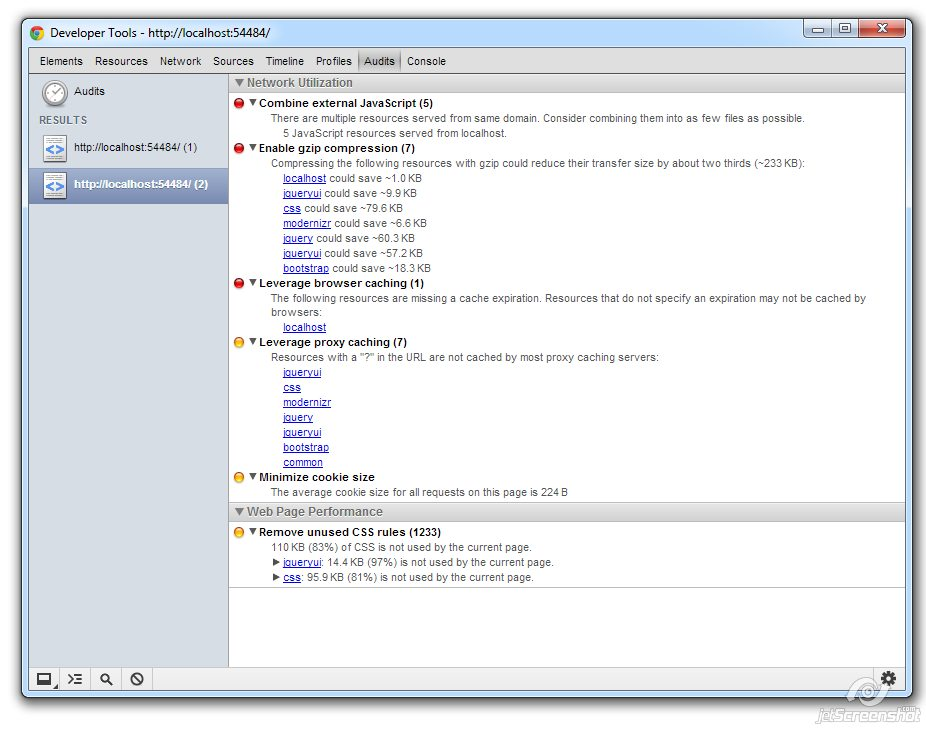 Developer Tools - http://localhost:54484/
Elements Resources Network Sources Timeline Profiles Audits Console
Audits
RESULTS
http://localhost:54484/ (1)
http://localhost:54484/ (2)
Network Utilization
Combine external JavaScript (5)
There are multiple resources served from same domain. Consider combining them into as few files as possible.
5 JavaScript resources served from localhost.
Enable gzip compression (7)
Compressing the following resources with gzip could reduce their transfer size by about two thirds (~233 KB):
localhost could save ~1.0 KB
jqueryui could save ~9.9 KB
css could save ~79.6 KB
modernizr could save ~6.6 KB
jquery could save ~60.3 KB
jqueryui could save ~57.2 KB
bootstrap could save ~18.3 KB
Leverage browser caching (1)
The following resources are missing a cache expiration. Resources that do not specify an expiration may not be cached by
browsers:
localhost
Leverage proxy caching (7)
Resources with a "?" in the URL are not cached by most proxy caching servers:
jqueryui
css
modernizr
jquery
jqueryui
bootstrap
common
Minimize cookie size
The average cookie size for all requests on this page is 224 B
Web Page Performance
Remove unused CSS rules (1233)
110 KB (83%) of CSS is not used by the current page.
jqueryui: 14.4 KB (97%) is not used by the current page.
css: 95.9 KB (81%) is not used by the current page.
jetScreenshot.com